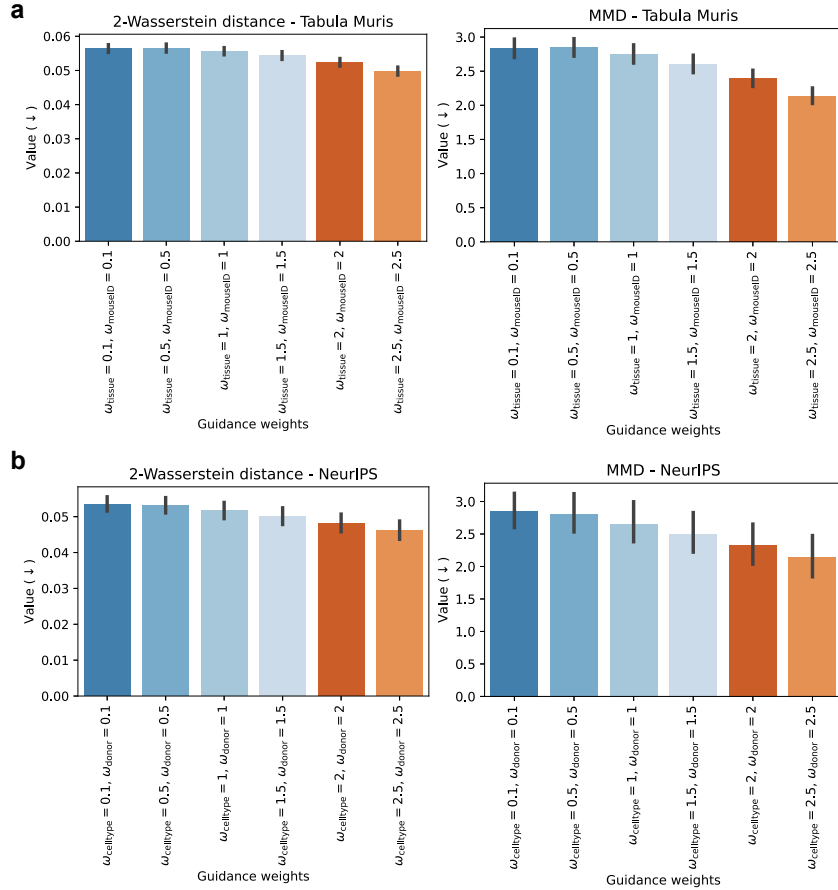 a
2-Wasserstein distance - Tabula Muris
Value (↓)
0.06
0.05
0.04
0.03
0.02
0.01
0.00
ω_tissue = 0.1, ω_mouseID = 0.1
ω_tissue = 0.5, ω_mouseID = 0.5
ω_tissue = 1, ω_mouseID = 1
ω_tissue = 1.5, ω_mouseID = 1.5
ω_tissue = 2, ω_mouseID = 2
ω_tissue = 2.5, ω_mouseID = 2.5
Guidance weights
MMD - Tabula Muris
Value (↓)
3.0
2.5
2.0
1.5
1.0
0.5
0.0
ω_tissue = 0.1, ω_mouseID = 0.1
ω_tissue = 0.5, ω_mouseID = 0.5
ω_tissue = 1, ω_mouseID = 1
ω_tissue = 1.5, ω_mouseID = 1.5
ω_tissue = 2, ω_mouseID = 2
ω_tissue = 2.5, ω_mouseID = 2.5
Guidance weights
b
2-Wasserstein distance - NeurIPS
Value (↓)
0.05
0.04
0.03
0.02
0.01
0.00
ω_celltype = 0.1, ω_donor = 0.1
ω_celltype = 0.5, ω_donor = 0.5
ω_celltype = 1, ω_donor = 1
ω_celltype = 1.5, ω_donor = 1.5
ω_celltype = 2, ω_donor = 2
ω_celltype = 2.5, ω_donor = 2.5
Guidance weights
MMD - NeurIPS
Value (↓)
3.0
2.5
2.0
1.5
1.0
0.5
0.0
ω_celltype = 0.1, ω_donor = 0.1
ω_celltype = 0.5, ω_donor = 0.5
ω_celltype = 1, ω_donor = 1
ω_celltype = 1.5, ω_donor = 1.5
ω_celltype = 2, ω_donor = 2
ω_celltype = 2.5, ω_donor = 2.5
Guidance weights